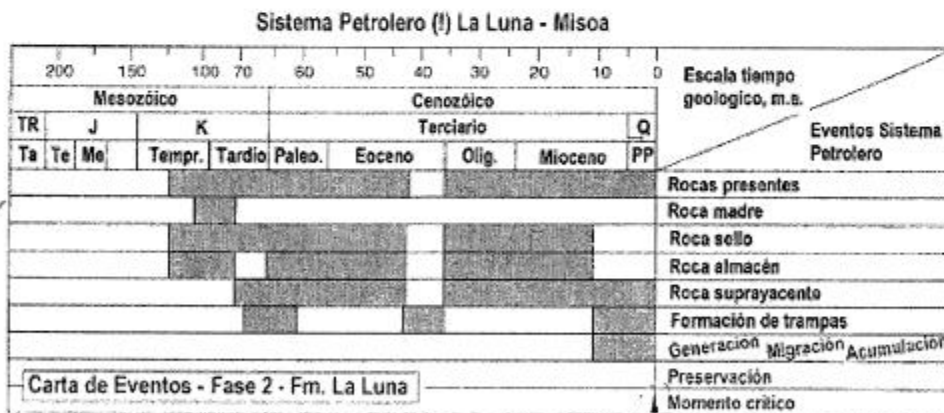 Sistema Petrolero (!) La Luna - Misoa
200 150 100 70 60 50 40 30 20 10 0
Escala tiempo
geologico, m.a.
Mesozóico Cenozóico
TR J K Terciario Q
Eventos Sistema
Petrolero
Ta Te Me Tempr. Tardío Paleo. Eoceno Olig. Mioceno PP
Rocas presentes
Roca madre
Roca sello
Roca almacén
Roca suprayacente
Formación de trampas
Generación Migración Acumulación
Preservación
Carta de Eventos - Fase 2 - Fm. La Luna
Momento crítico